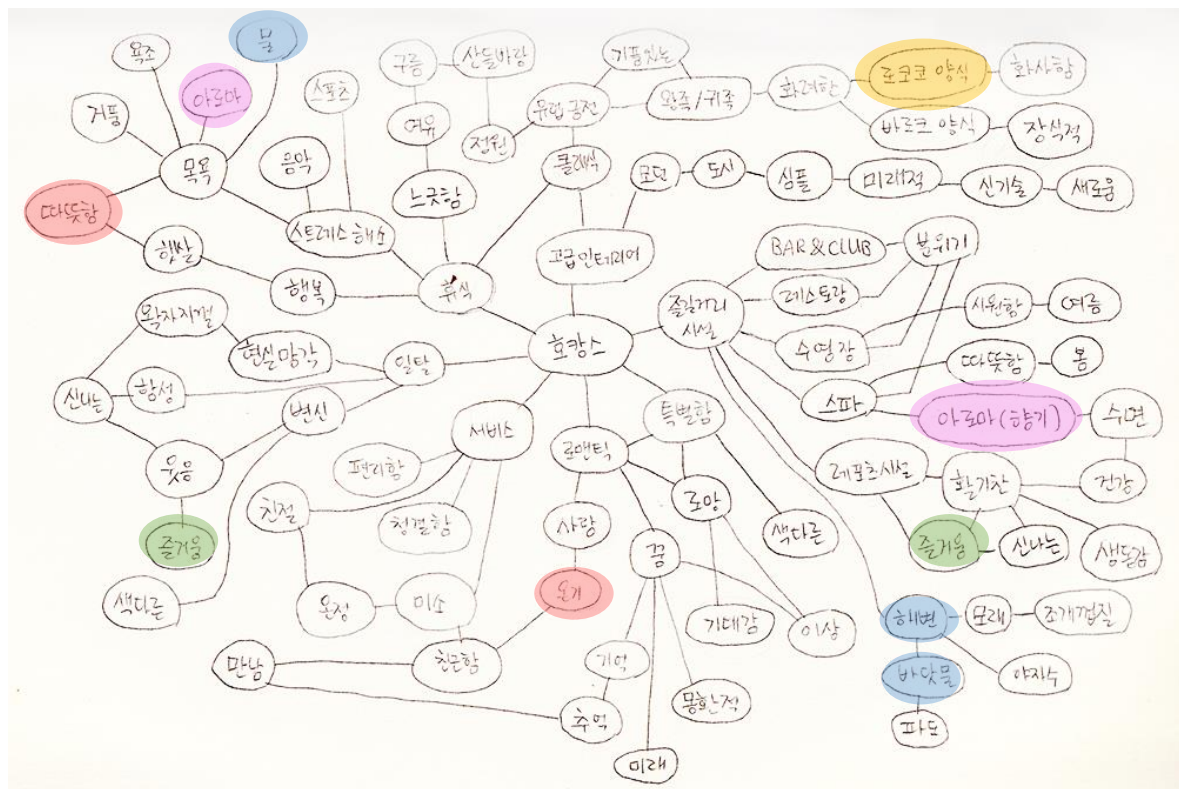 물
욕조
아로마
거품
목욕
따뜻함
햇살
행복
스포츠
음악
스트레스 해소
휴식
구름
산들바람
여유
정원
느긋함
유럽 궁전
기품있는
왕족/귀족
클래식
화려한
로코코 양식
화사함
바로크 양식
장식적
고급 인테리어
모던
도시
심플
미래적
신기술
새로움
호캉스
즐길거리
시설
BAR & CLUB
분위기
레스토랑
수영장
시원함
여름
스파
따뜻함
봄
아로마(향기)
수면
건강
레포츠시설
활기찬
즐거움
신나는
생동감
해변
모래
조개껍질
야자수
바닷물
파도
일탈
왁자지껄
현실망각
함성
신나는
변신
웃음
즐거움
색다른
서비스
편리함
친절
청결함
온정
미소
친근함
만남
추억
로맨틱
사랑
온기
특별함
로망
색다른
꿈
기대감
이상
기억
몽환적
미래